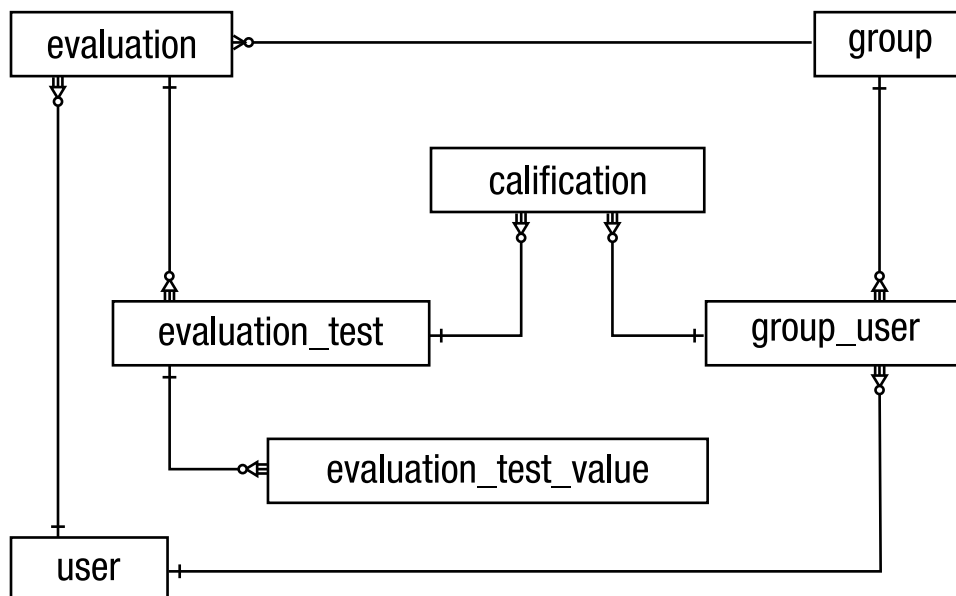 evaluation
group
calification
evaluation_test
group_user
evaluation_test_value
user